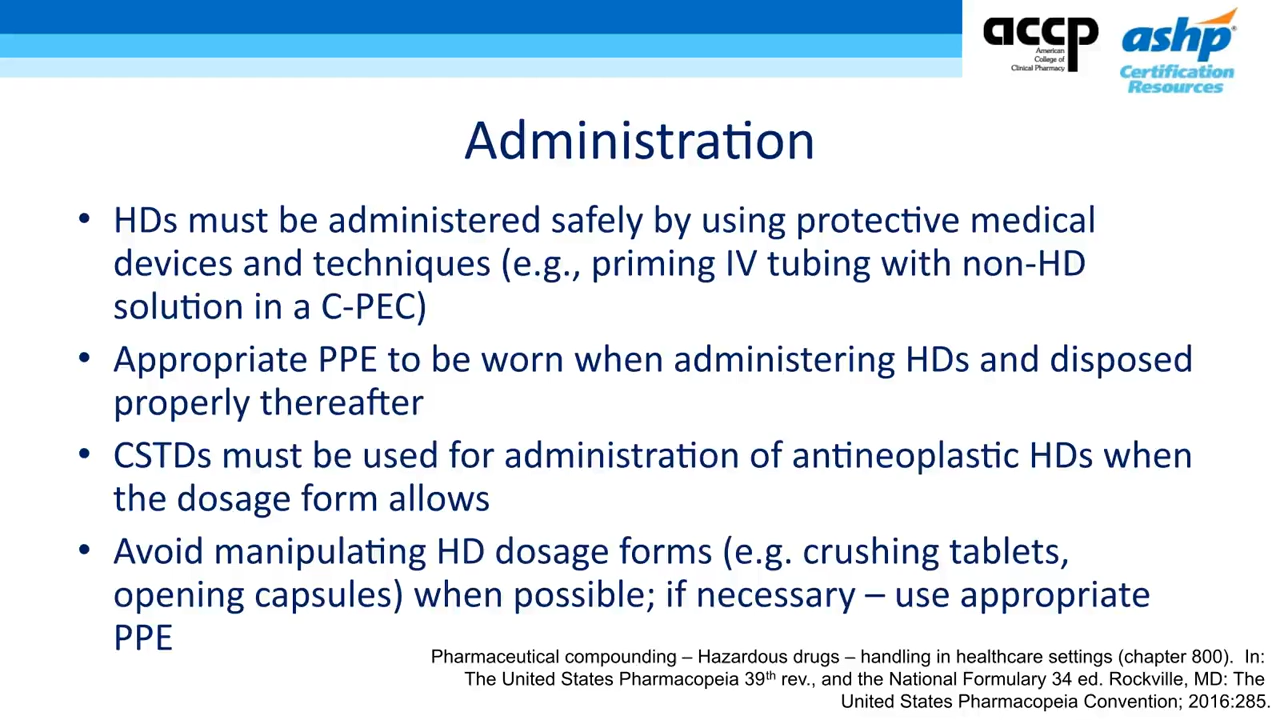 accp
American
College of
Clinical Pharmacy
ashp®
Certification
Resources
Administration
• HDs must be administered safely by using protective medical
devices and techniques (e.g., priming IV tubing with non-HD
solution in a C-PEC)
• Appropriate PPE to be worn when administering HDs and disposed
properly thereafter
• CSTDs must be used for administration of antineoplastic HDs when
the dosage form allows
• Avoid manipulating HD dosage forms (e.g. crushing tablets,
opening capsules) when possible; if necessary – use appropriate
PPE
Pharmaceutical compounding – Hazardous drugs – handling in healthcare settings (chapter 800). In:
The United States Pharmacopeia 39th rev., and the National Formulary 34 ed. Rockville, MD: The
United States Pharmacopeia Convention; 2016:285.